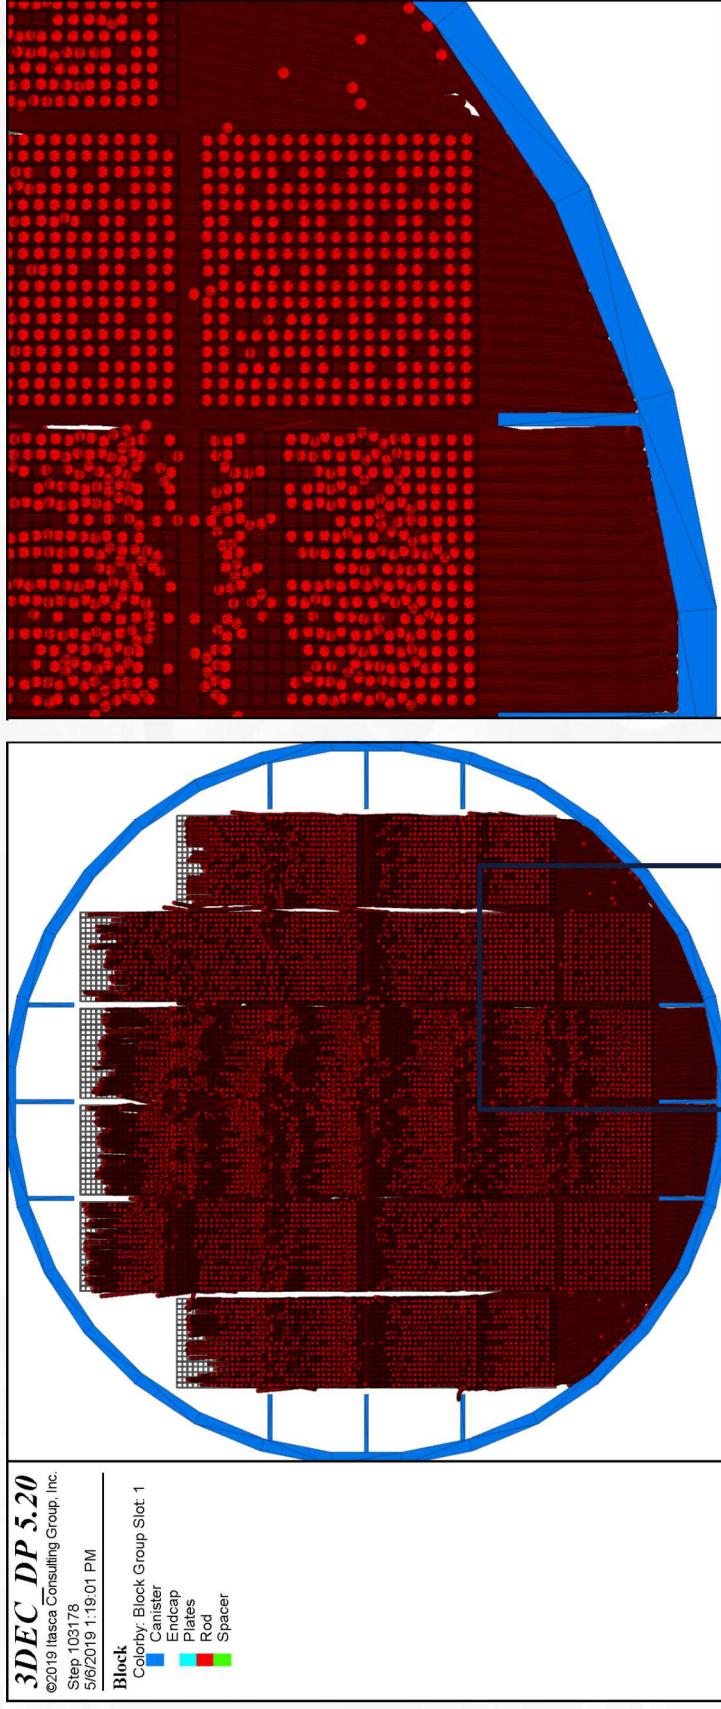 3DEC_DP 5.20
©2019 Itasca Consulting Group, Inc.
Step 103178
5/6/2019 1:19:01 PM
Block
Colorby: Block Group Slot: 1
Canister
Endcap
Plates
Rod
Spacer